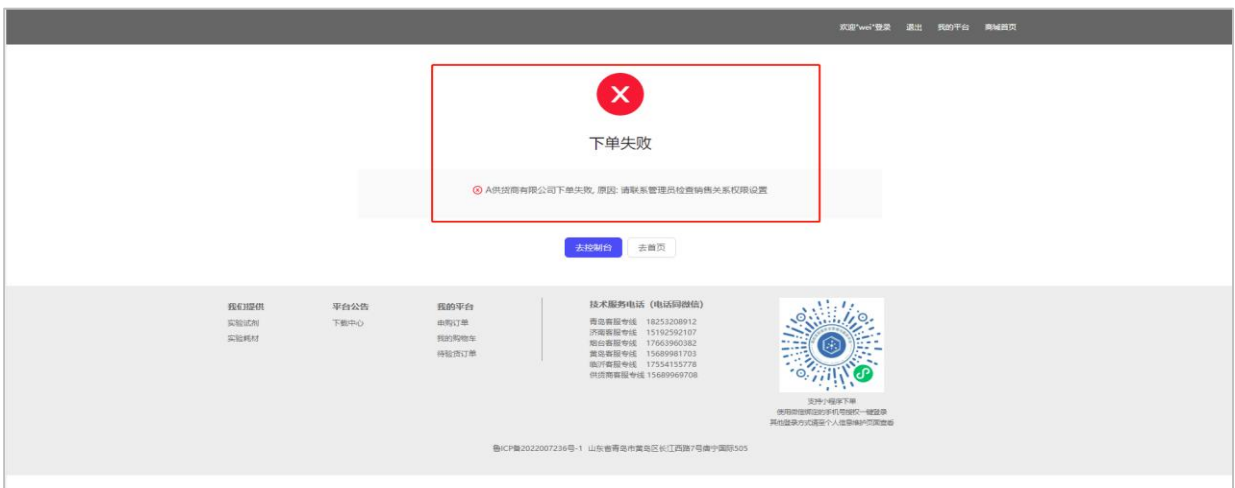 欢迎"wei"登录 退出 我的平台 商城首页
下单失败
A供货商有限公司下单失败, 原因: 请联系管理员检查销售关系权限设置
去控制台 去首页
我们提供
实验试剂
实验耗材
平台公告
下载中心
我的平台
申购订单
我的购物车
待验货订单
技术服务电话（电话同微信）
青岛客服专线 18253208912
济南客服专线 15192592107
烟台客服专线 17663960382
黄岛客服专线 15689981703
临沂客服专线 17554155778
供货商客服专线 15689969708
支持小程序下单
使用微信绑定的手机号授权一键登录
其他登录方式请至个人信息维护页面查看
鲁ICP备2022007236号-1 山东省青岛市黄岛区长江西路7号南宁国际505